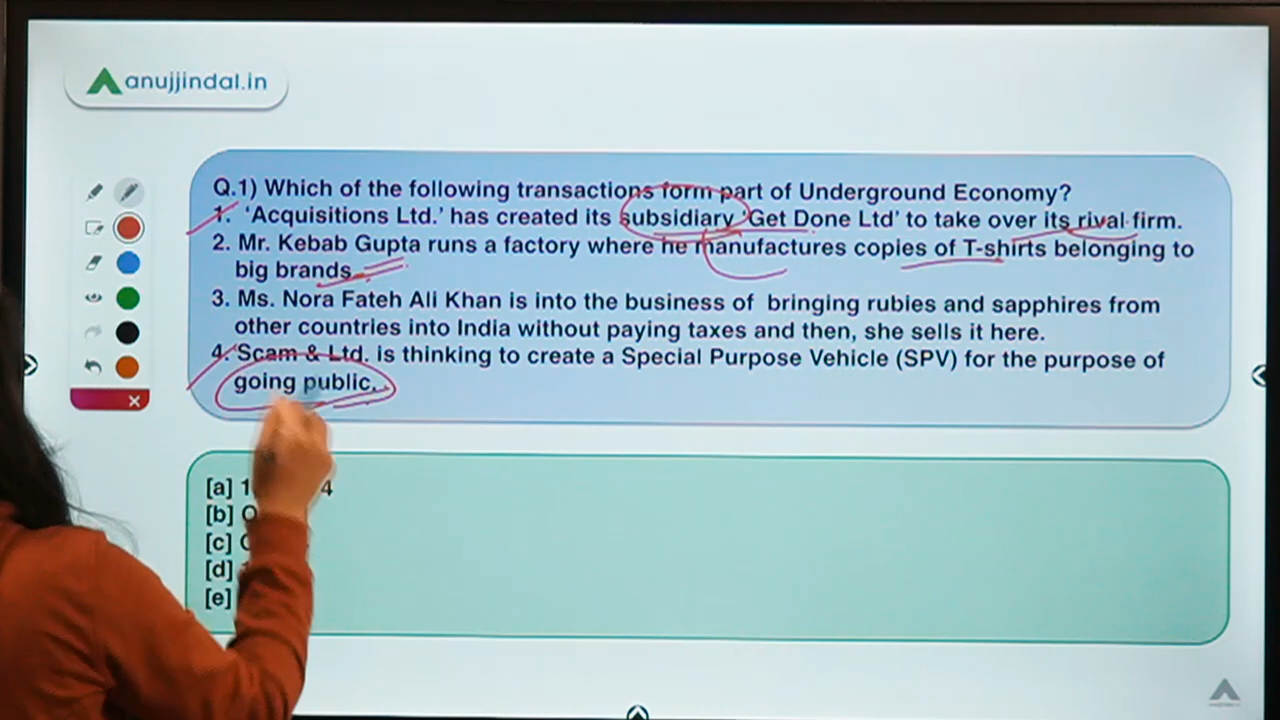 anujjindal.in
Q.1) Which of the following transactions form part of Underground Economy?
1. 'Acquisitions Ltd.' has created its subsidiary 'Get Done Ltd' to take over its rival firm.
2. Mr. Kebab Gupta runs a factory where he manufactures copies of T-shirts belonging to
big brands
3. Ms. Nora Fateh Ali Khan is into the business of bringing rubies and sapphires from
other countries into India without paying taxes and then, she sells it here.
4. 'Scam & Ltd. is thinking to create a Special Purpose Vehicle (SPV) for the purpose of
going public.
[a] 1 4
[b]
[c]
[d]
[e]